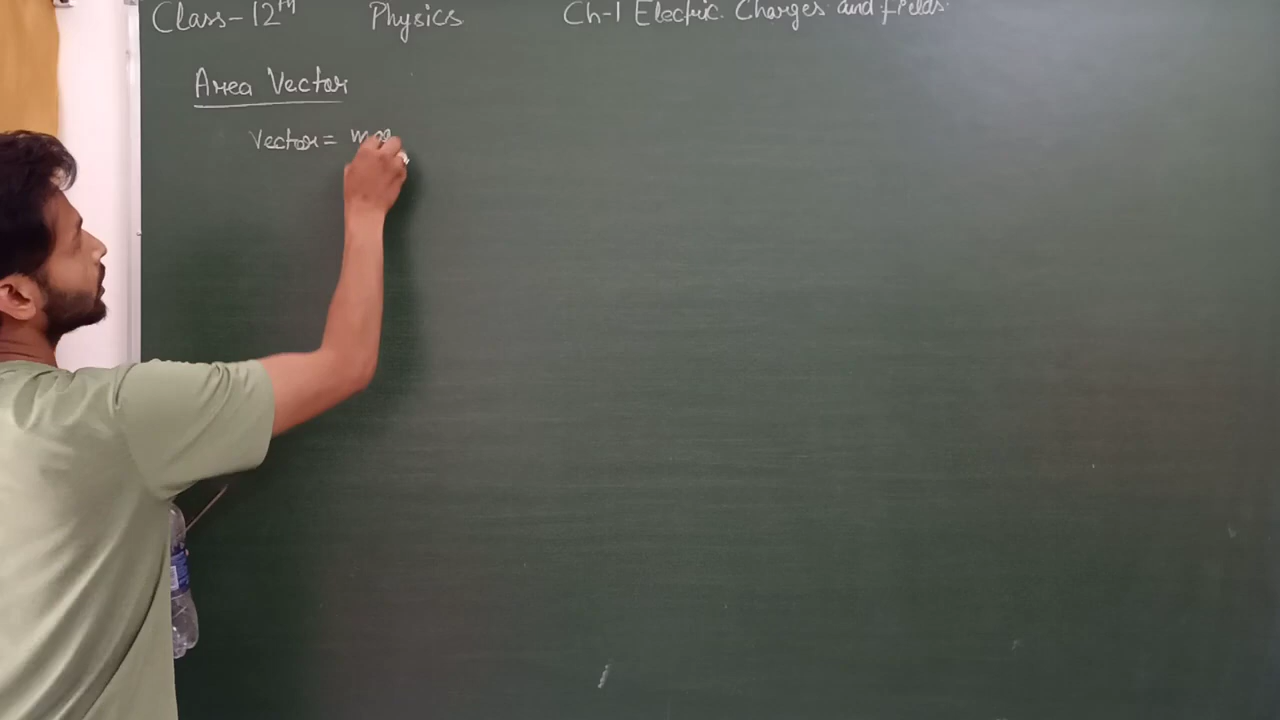 Class-12th Physics Ch-1 Electric Charges and fields.
Area Vector
Vector =